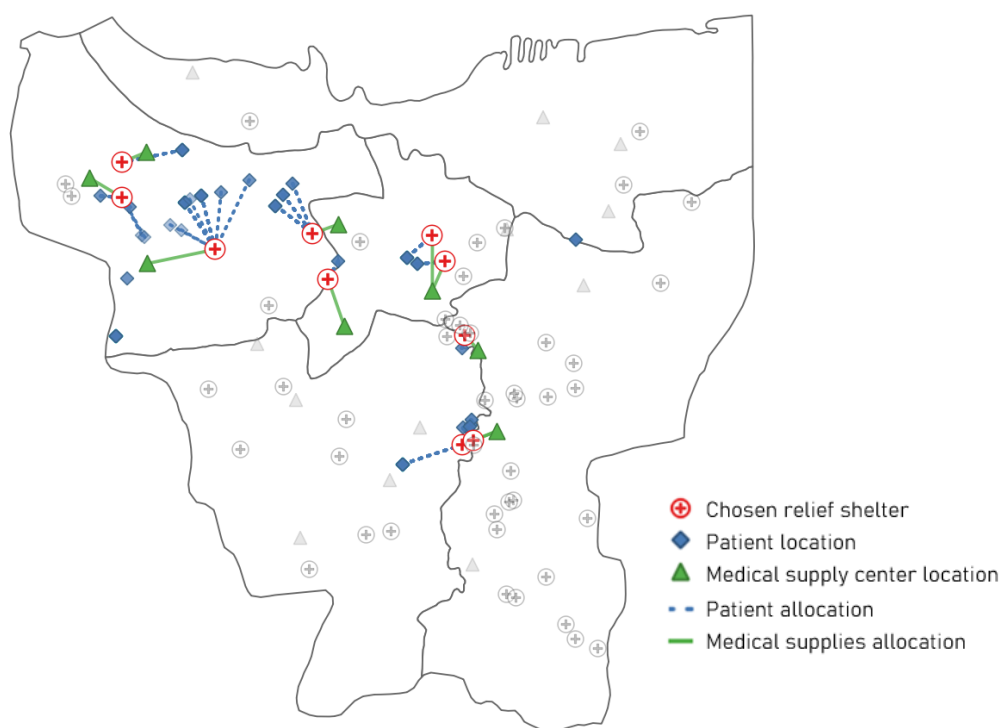 Chosen relief shelter
Patient location
Medical supply center location
Patient allocation
Medical supplies allocation